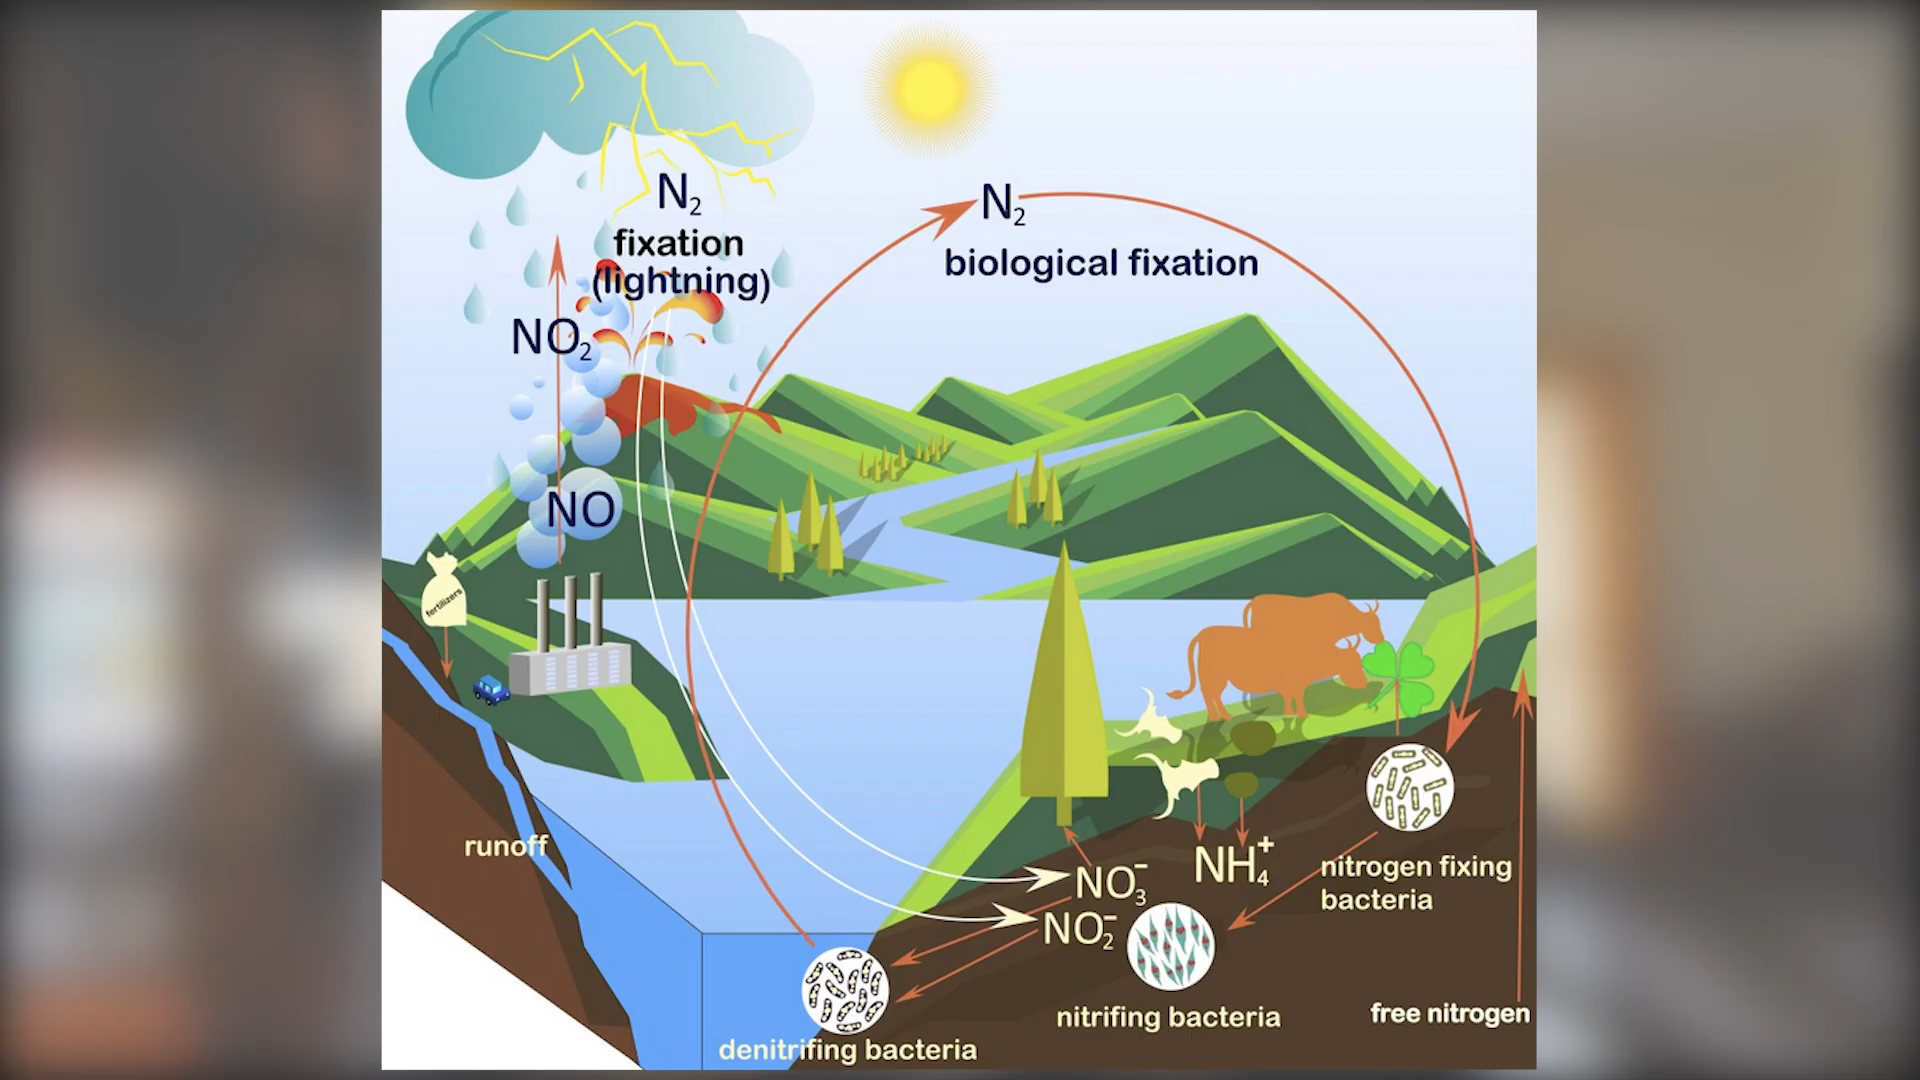 N2
fixation
(lightning)
N2
biological fixation
NO2
NO
fertilizers
runoff
NO3-
NH4+
nitrogen fixing
bacteria
NO2-
nitrifing bacteria
free nitrogen
denitrifing bacteria